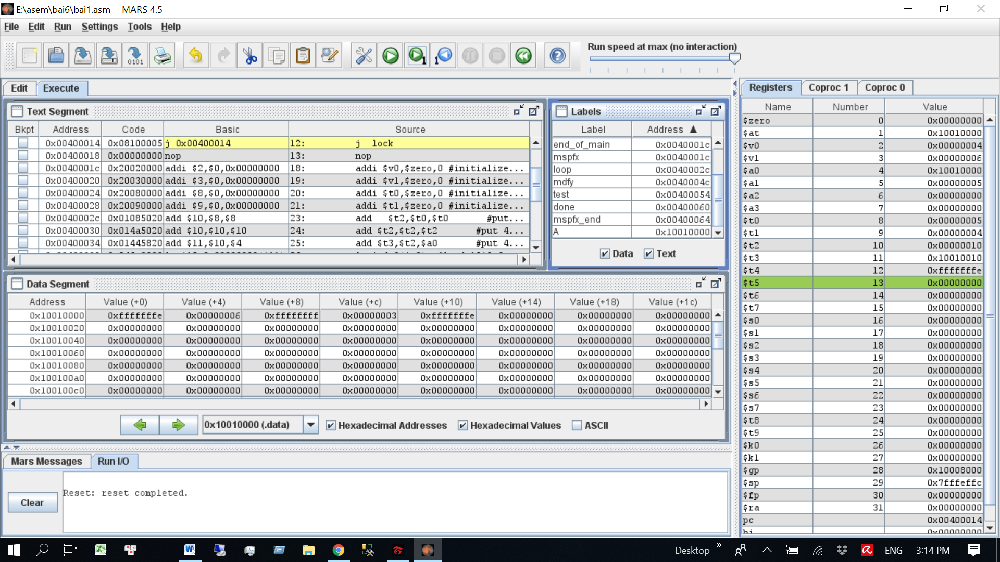 E:\asem\bai6\bai1.asm - MARS 4.5
File Edit Run Settings Tools Help
Run speed at max (no interaction)
Edit Execute
Text Segment
Bkpt Address Code Basic Source
0x00400014 0x08100005 j 0x00400014 12: j lock
0x00400018 0x00000000 nop 13: nop
0x0040001c 0x20020000 addi $2,$0,0x00000000 18: addi $v0,$zero,0 #initialize...
0x00400020 0x20030000 addi $3,$0,0x00000000 19: addi $v1,$zero,0 #initialize...
0x00400024 0x20080000 addi $8,$0,0x00000000 20: addi $t0,$zero,0 #initialize...
0x00400028 0x20090000 addi $9,$0,0x00000000 21: addi $t1,$zero,0 #initialize...
0x0040002c 0x01085020 add $10,$8,$8 23: add $t2,$t0,$t0 #put...
0x00400030 0x014a5020 add $10,$10,$10 24: add $t2,$t2,$t2 #put 4...
0x00400034 0x01445820 add $11,$10,$4 25: add $t3,$t2,$a0 #put 4...
Labels
Label Address ▲
end_of_main 0x0040001c
mspfx 0x0040001c
loop 0x0040002c
mdfy 0x0040004c
test 0x00400054
done 0x00400060
mspfx_end 0x00400064
A 0x10010000
Data Text
Data Segment
Address Value (+0) Value (+4) Value (+8) Value (+c) Value (+10) Value (+14) Value (+18) Value (+1c)
0x10010000 0xfffffffe 0x00000006 0xffffffff 0x00000003 0xfffffffe 0x00000000 0x00000000 0x00000000
0x10010020 0x00000000 0x00000000 0x00000000 0x00000000 0x00000000 0x00000000 0x00000000 0x00000000
0x10010040 0x00000000 0x00000000 0x00000000 0x00000000 0x00000000 0x00000000 0x00000000 0x00000000
0x10010060 0x00000000 0x00000000 0x00000000 0x00000000 0x00000000 0x00000000 0x00000000 0x00000000
0x10010080 0x00000000 0x00000000 0x00000000 0x00000000 0x00000000 0x00000000 0x00000000 0x00000000
0x100100a0 0x00000000 0x00000000 0x00000000 0x00000000 0x00000000 0x00000000 0x00000000 0x00000000
0x100100c0 0x00000000 0x00000000 0x00000000 0x00000000 0x00000000 0x00000000 0x00000000 0x00000000
0x10010000 (.data) Hexadecimal Addresses Hexadecimal Values ASCII
Mars Messages Run I/O
Reset: reset completed.
Clear
Registers Coproc 1 Coproc 0
Name Number Value
$zero 0 0x00000000
$at 1 0x10010000
$v0 2 0x00000004
$v1 3 0x00000006
$a0 4 0x10010000
$a1 5 0x00000005
$a2 6 0x00000000
$a3 7 0x00000000
$t0 8 0x00000005
$t1 9 0x00000004
$t2 10 0x00000010
$t3 11 0x10010010
$t4 12 0xfffffffe
$t5 13 0x00000000
$t6 14 0x00000000
$t7 15 0x00000000
$s0 16 0x00000000
$s1 17 0x00000000
$s2 18 0x00000000
$s3 19 0x00000000
$s4 20 0x00000000
$s5 21 0x00000000
$s6 22 0x00000000
$s7 23 0x00000000
$t8 24 0x00000000
$t9 25 0x00000000
$k0 26 0x00000000
$k1 27 0x00000000
$gp 28 0x10008000
$sp 29 0x7fffeffc
$fp 30 0x00000000
$ra 31 0x00000000
pc 0x00400014
hi 0x00000000
Desktop ENG 3:14 PM